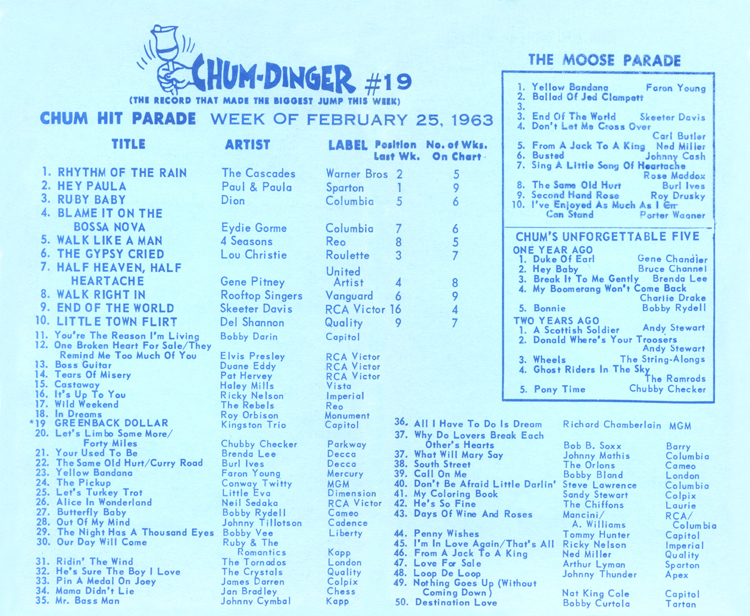 CHUM-DINGER #19
(THE RECORD THAT MADE THE BIGGEST JUMP THIS WEEK)
CHUM HIT PARADE WEEK OF FEBRUARY 25, 1963
TITLE ARTIST LABEL Position Last Wk. No. of Wks. On Chart
1. RHYTHM OF THE RAIN The Cascades Warner Bros 2 5
2. HEY PAULA Paul & Paula Sparton 1 9
3. RUBY BABY Dion Columbia 5 6
4. BLAME IT ON THE
BOSSA NOVA Eydie Gorme Columbia 7 6
5. WALK LIKE A MAN 4 Seasons Reo 8 5
6. THE GYPSY CRIED Lou Christie Roulette 3 7
7. HALF HEAVEN, HALF United
HEARTACHE Gene Pitney Artist 4 8
8. WALK RIGHT IN Rooftop Singers Vanguard 6 9
9. END OF THE WORLD Skeeter Davis RCA Victor 16 4
10. LITTLE TOWN FLIRT Del Shannon Quality 9 7
11. You're The Reason I'm Living Bobby Darin Capitol
12. One Broken Heart For Sale/They
Remind Me Too Much Of You Elvis Presley RCA Victor
13. Boss Guitar Duane Eddy RCA Victor
14. Tears Of Misery Pat Hervey RCA Victor
15. Castaway Haley Mills Vista
16. It's Up To You Ricky Nelson Imperial
17. Wild Weekend The Rebels Reo
18. In Dreams Roy Orbison Monument
*19 GREENBACK DOLLAR Kingston Trio Capitol
20. Let's Limbo Some More/
Forty Miles Chubby Checker Parkway
21. Your Used To Be Brenda Lee Decca
22. The Same Old Hurt/Curry Road Burl Ives Decca
23. Yellow Bandana Faron Young Mercury
24. The Pickup Conway Twitty MGM
25. Let's Turkey Trot Little Eva Dimension
26. Alice In Wonderland Neil Sedaka RCA Victor
27. Butterfly Baby Bobby Rydell Cameo
28. Out Of My Mind Johnny Tillotson Cadence
29. The Night Has A Thousand Eyes Bobby Vee Liberty
30. Our Day Will Come Ruby & The
Romantics Kapp
31. Ridin' The Wind The Tornados London
32. He's Sure The Boy I Love The Crystals Quality
33. Pin A Medal On Joey James Darren Colpix
34. Mama Didn't Lie Jan Bradley Chess
35. Mr. Bass Man Johnny Cymbal Kapp
THE MOOSE PARADE
1. Yellow Bandana Faron Young
2. Ballad Of Jed Clampett
3.
3. End Of The World Skeeter Davis
4. Don't Let Me Cross Over
Carl Butler
5. From A Jack To A King Ned Miller
6. Busted Johnny Cash
7. Sing A Little Song Of Heartache
Rose Maddox
8. The Same Old Hurt Burl Ives
9. Second Hand Rose Roy Drusky
10. I've Enjoyed As Much As I Err
Can Stand Porter Waaner
CHUM'S UNFORGETTABLE FIVE
ONE YEAR AGO
1. Duke Of Earl Gene Chandler
2. Hey Baby Bruce Channel
3. Break It To Me Gently Brenda Lee
4. My Boomerang Won't Come Back
Charlie Drake
5. Bonnie Bobby Rydell
TWO YEARS AGO
1. A Scottish Soldier Andy Stewart
2. Donald Where's Your Troosers
Andy Stewart
3. Wheels The String-Alongs
4. Ghost Riders In The Sky
The Ramrods
5. Pony Time Chubby Checker
36. All I Have To Do Is Dream Richard Chamberlain MGM
37. Why Do Lovers Break Each
Other's Hearts Bob B. Soxx Barry
37. What Will Mary Say Johnny Mathis Columbia
38. South Street The Orlons Cameo
39. Call On Me Bobby Bland London
40. Don't Be Afraid Little Darlin' Steve Lawrence Columbia
41. My Coloring Book Sandy Stewart Colpix
42. He's So Fine The Chiffons Laurie
43. Days Of Wine And Roses Mancini/ RCA/
A. Williams Columbia
44. Penny Wishes Tommy Hunter Capitol
45. I'm In Love Again/That's All Ricky Nelson Imperial
46. From A Jack To A King Ned Miller Quality
47. Love For Sale Arthur Lyman Sparton
48. Loop De Loop Johnny Thunder Apex
49. Nothing Goes Up (Without
Coming Down) Nat King Cole Capitol
50. Destination Love Bobby Curtola Tartan